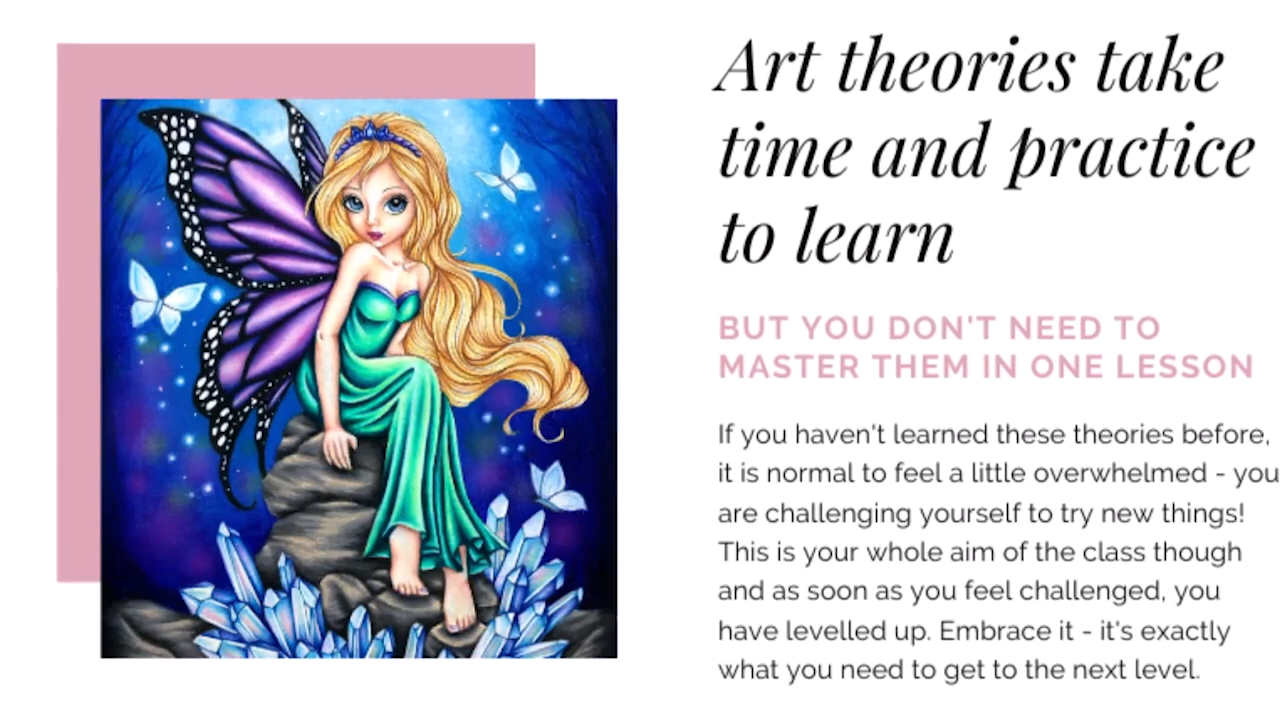 Art theories take
time and practice
to learn
BUT YOU DON'T NEED TO
MASTER THEM IN ONE LESSON
If you haven't learned these theories before,
it is normal to feel a little overwhelmed - you
are challenging yourself to try new things!
This is your whole aim of the class though
and as soon as you feel challenged, you
have levelled up. Embrace it - it's exactly
what you need to get to the next level.